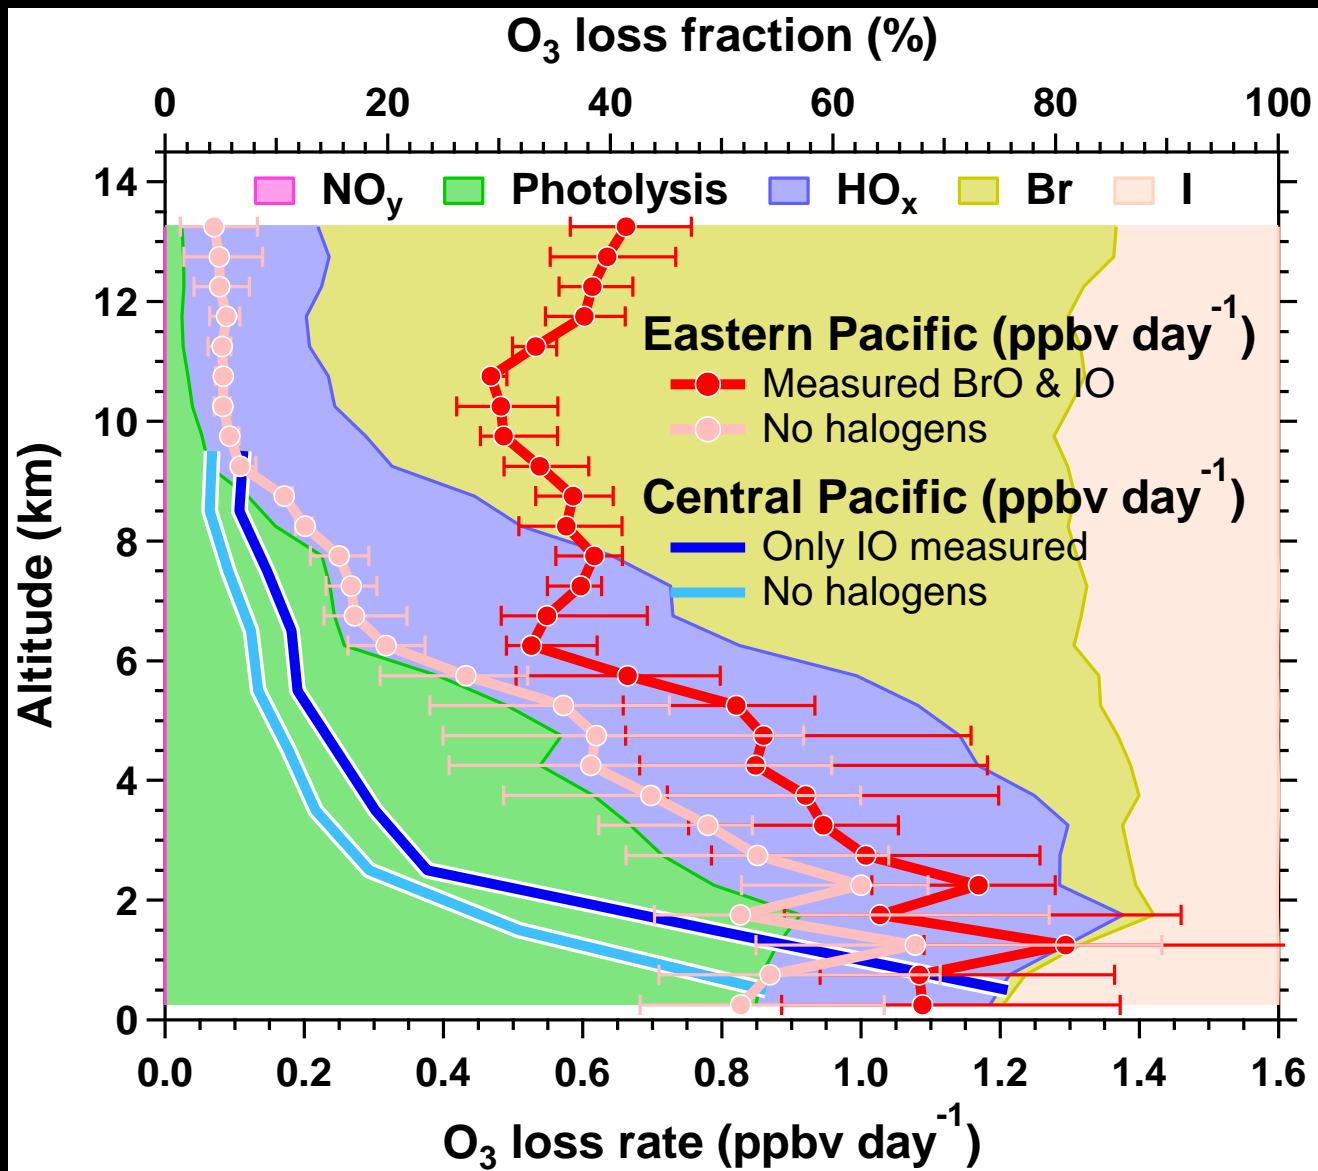 O3 loss fraction (%)
0 20 40 60 80 100
NOy Photolysis HOx Br I
14
12
10
8
6
4
2
0
Altitude (km)
Eastern Pacific (ppbv day-1)
Measured BrO & IO
No halogens
Central Pacific (ppbv day-1)
Only IO measured
No halogens
0.0 0.2 0.4 0.6 0.8 1.0 1.2 1.4 1.6
O3 loss rate (ppbv day-1)